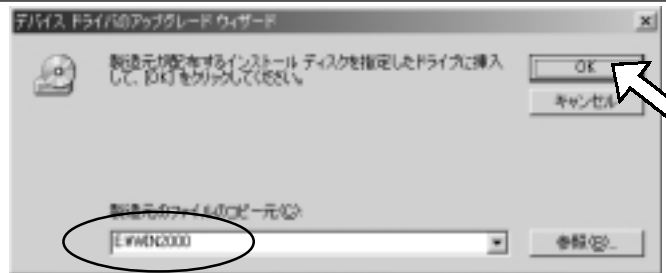 デバイス ドライバのアップグレード ウィザード
製造元が配布するインストール ディスクを指定したドライブに挿入
して、[OK] をクリックしてください。
OK
キャンセル
製造元のファイルのコピー元(C):
E:¥WIN2000
参照(B)...